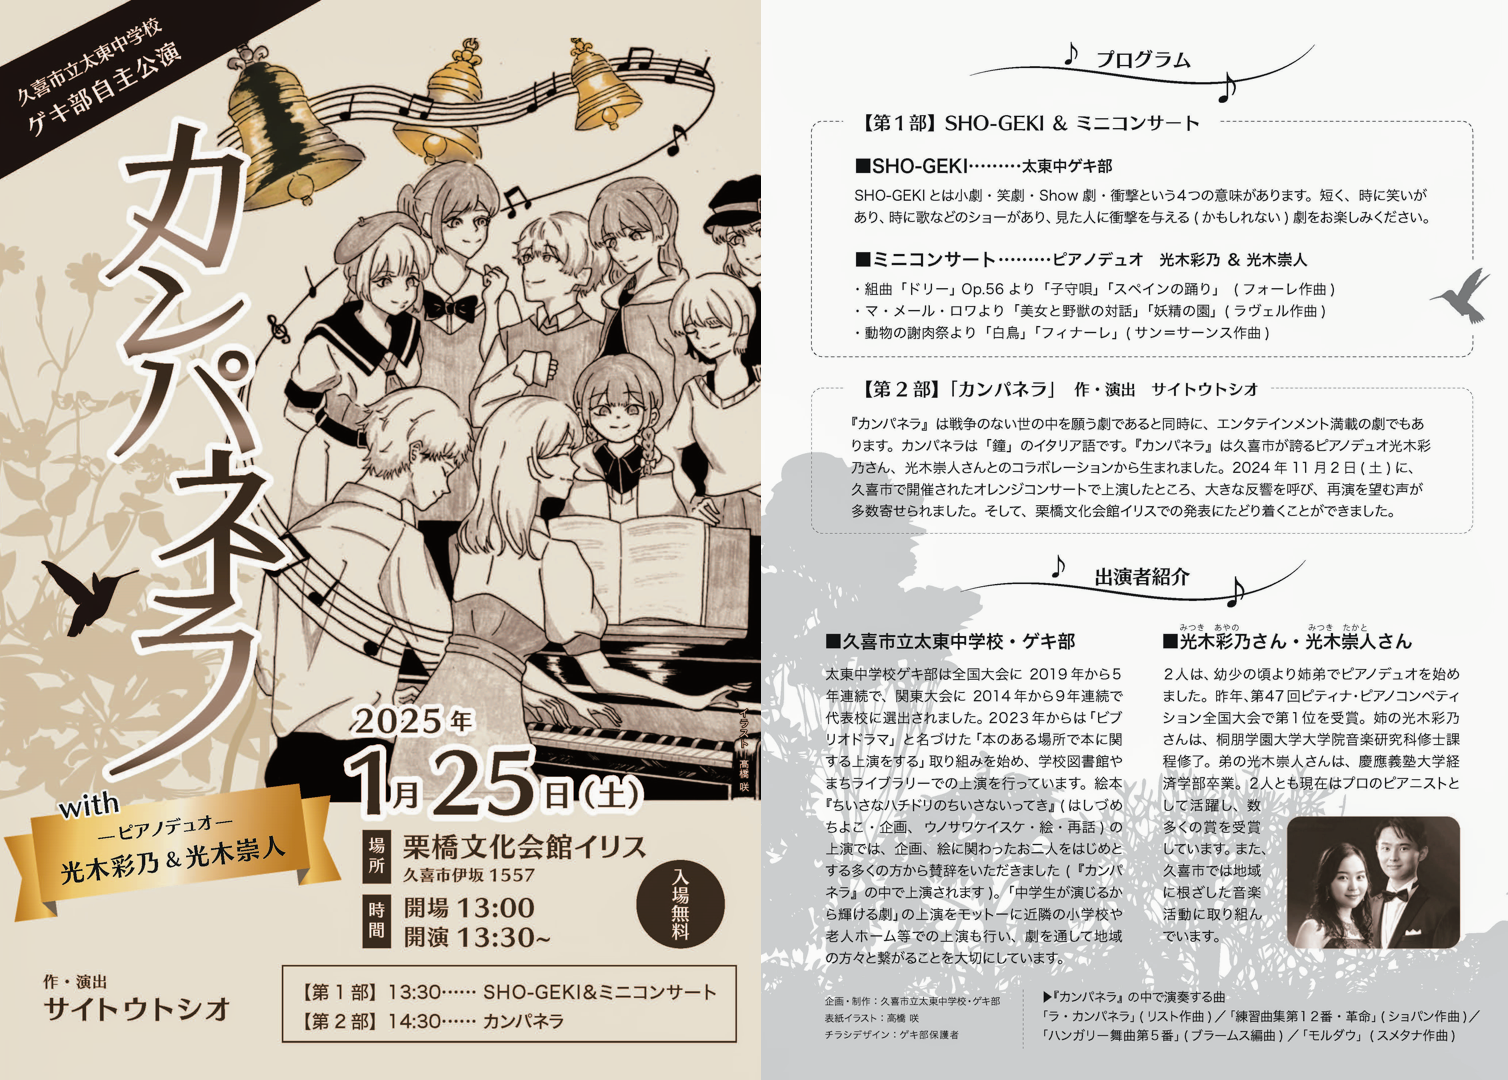 久喜市立太東中学校
ゲキ部自主公演
カンパネラ
with
―ピアノデュオ―
光木彩乃＆光木崇人
イラスト 高橋 咲
2025年
1月25日（土）
場所
栗橋文化会館イリス
久喜市伊坂 1557
時間
開場 13:00
開演 13:30~
入場無料
作・演出
サイトウトシオ
【第１部】13:30…… SHO-GEKI&ミニコンサート
【第２部】14:30…… カンパネラ
プログラム
【第１部】SHO-GEKI ＆ ミニコンサート
■SHO-GEKI………太東中ゲキ部
SHO-GEKI とは小劇・笑劇・Show 劇・衝撃という4つの意味があります。短く、時に笑いが
あり、時に歌などのショーがあり、見た人に衝撃を与える ( かもしれない ) 劇をお楽しみください。
■ミニコンサート………ピアノデュオ　光木彩乃 ＆ 光木崇人
・組曲「ドリー」Op.56 より「子守唄」「スペインの踊り」 ( フォーレ作曲 )
・マ・メール・ロワより「美女と野獣の対話」「妖精の園」( ラヴェル作曲 )
・動物の謝肉祭より「白鳥」「フィナーレ」( サン＝サーンス作曲 )
【第２部】「カンパネラ」　作・演出　サイトウトシオ
『カンパネラ』は戦争のない世の中を願う劇であると同時に、エンタテインメント満載の劇でもあ
ります。カンパネラは「鐘」のイタリア語です。『カンパネラ』は久喜市が誇るピアノデュオ光木彩
乃さん、光木崇人さんとのコラボレーションから生まれました。2024 年 11 月 2 日 ( 土 ) に、
久喜市で開催されたオレンジコンサートで上演したところ、大きな反響を呼び、再演を望む声が
多数寄せられました。そして、栗橋文化会館イリスでの発表にたどり着くことができました。
出演者紹介
■久喜市立太東中学校・ゲキ部
太東中学校ゲキ部は全国大会に 2019 年から5
年連続で、関東大会に 2014 年から9年連続で
代表校に選出されました。2023 年からは「ビブ
リオドラマ」と名づけた「本のある場所で本に関
する上演をする」取り組みを始め、学校図書館や
まちライブラリーでの上演を行っています。絵本
『ちいさなハチドリのちいさないってき』( はしづめ
ちよこ・企画、 ウノサワケイスケ・絵・再話 ) の
上演では、企画、絵に関わったお二人をはじめと
する多くの方から賛辞をいただきました (『カンパ
ネラ』の中で上演されます )。「中学生が演じるか
ら輝ける劇」の上演をモットーに近隣の小学校や
老人ホーム等での上演も行い、劇を通して地域
の方々と繋がることを大切にしています。
企画・制作：久喜市立太東中学校・ゲキ部
表紙イラスト：高橋 咲
チラシデザイン：ゲキ部保護者
みつき　あやの　　みつき　たかと
■光木彩乃さん・光木崇人さん
２人は、幼少の頃より姉弟でピアノデュオを始め
ました。昨年、第47 回ピティナ・ピアノコンペティ
ション全国大会で第１位を受賞。姉の光木彩乃
さんは、桐朋学園大学大学院音楽研究科修士課
程修了。弟の光木崇人さんは、慶應義塾大学経
済学部卒業。２人とも現在はプロのピアニストと
して活躍し、数
多くの賞を受賞
しています。また、
久喜市では地域
に根ざした音楽
活動に取り組ん
でいます。
▶『カンパネラ』の中で演奏する曲
「ラ・カンパネラ」( リスト作曲 ) ／「練習曲集第１２番・革命」( ショパン作曲 ) ／
「ハンガリー舞曲第５番」( ブラームス編曲 ) ／「モルダウ」 ( スメタナ作曲 )